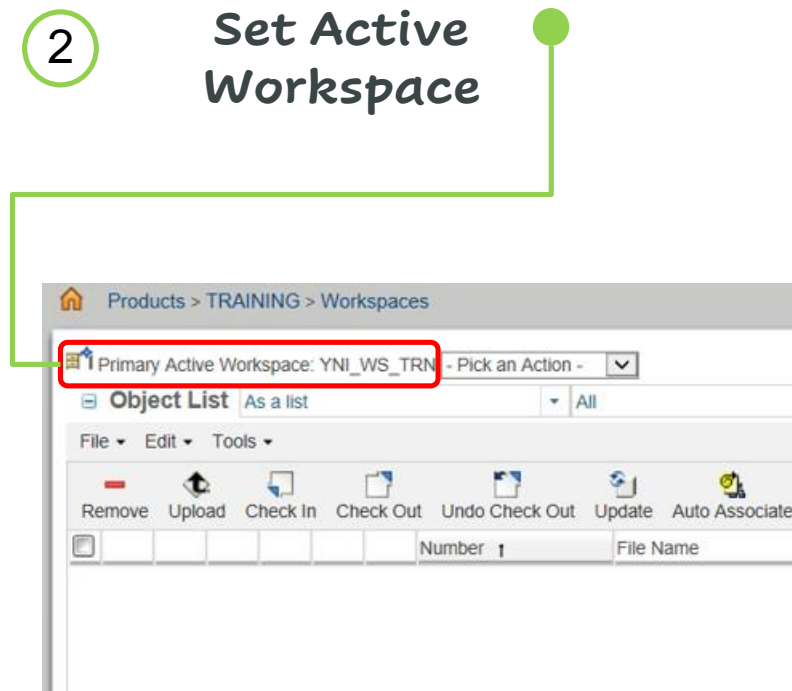 2
Set Active
Workspace
Products > TRAINING > Workspaces
Primary Active Workspace: YNI_WS_TRN - Pick an Action -
Object List As a list All
File Edit Tools
Remove Upload Check In Check Out Undo Check Out Update Auto Associate
Number File Name